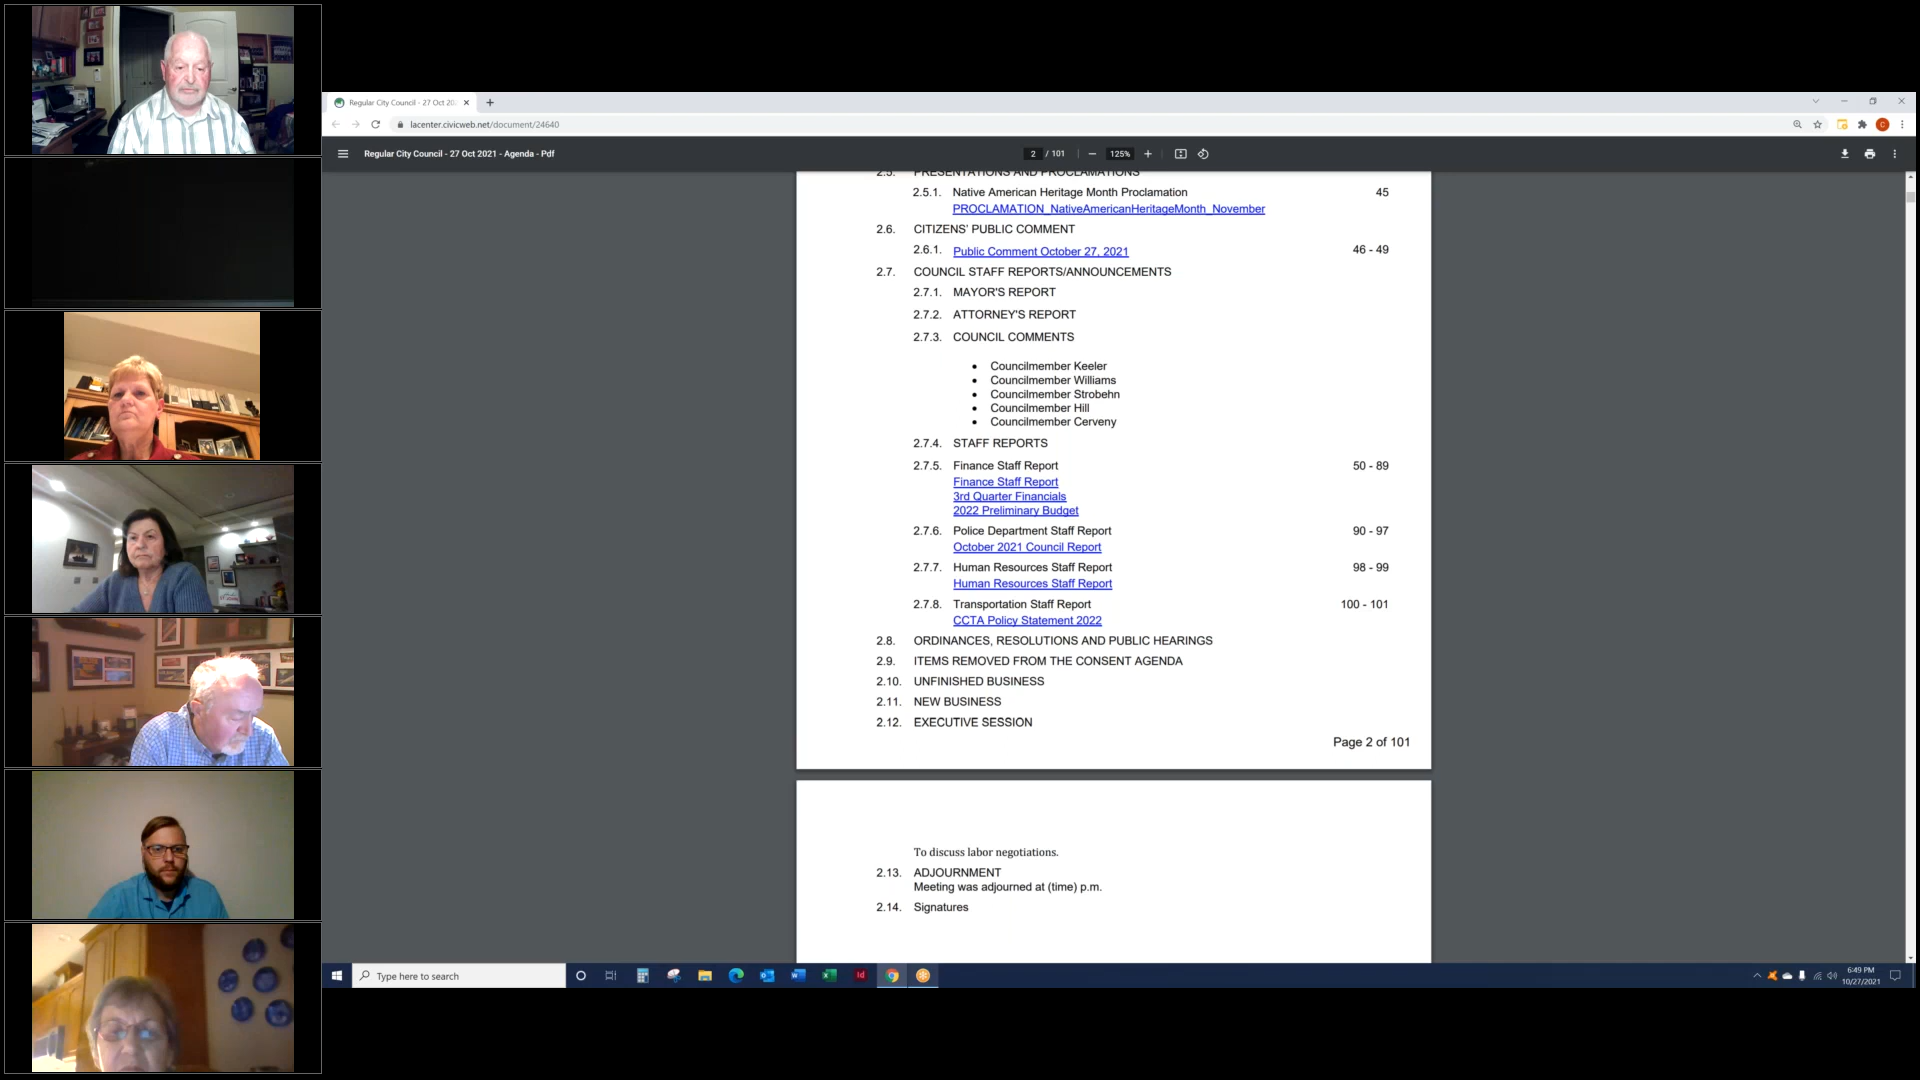 Regular City Council - 27 Oct 20
lacenter.civicweb.net/document/24640
C
Regular City Council - 27 Oct 2021 - Agenda - Pdf
2 / 101
125%
2.5. PRESENTATIONS AND PROCLAMATIONS
2.5.1. Native American Heritage Month Proclamation 45
PROCLAMATION_NativeAmericanHeritageMonth_November
2.6. CITIZENS' PUBLIC COMMENT
2.6.1. Public Comment October 27, 2021 46 - 49
2.7. COUNCIL STAFF REPORTS/ANNOUNCEMENTS
2.7.1. MAYOR'S REPORT
2.7.2. ATTORNEY'S REPORT
2.7.3. COUNCIL COMMENTS
• Councilmember Keeler
• Councilmember Williams
• Councilmember Strobehn
• Councilmember Hill
• Councilmember Cerveny
2.7.4. STAFF REPORTS
2.7.5. Finance Staff Report 50 - 89
Finance Staff Report
3rd Quarter Financials
2022 Preliminary Budget
2.7.6. Police Department Staff Report 90 - 97
October 2021 Council Report
2.7.7. Human Resources Staff Report 98 - 99
Human Resources Staff Report
2.7.8. Transportation Staff Report 100 - 101
CCTA Policy Statement 2022
2.8. ORDINANCES, RESOLUTIONS AND PUBLIC HEARINGS
2.9. ITEMS REMOVED FROM THE CONSENT AGENDA
2.10. UNFINISHED BUSINESS
2.11. NEW BUSINESS
2.12. EXECUTIVE SESSION
Page 2 of 101
To discuss labor negotiations.
2.13. ADJOURNMENT
Meeting was adjourned at (time) p.m.
2.14. Signatures
Type here to search
Id
6:49 PM
10/27/2021